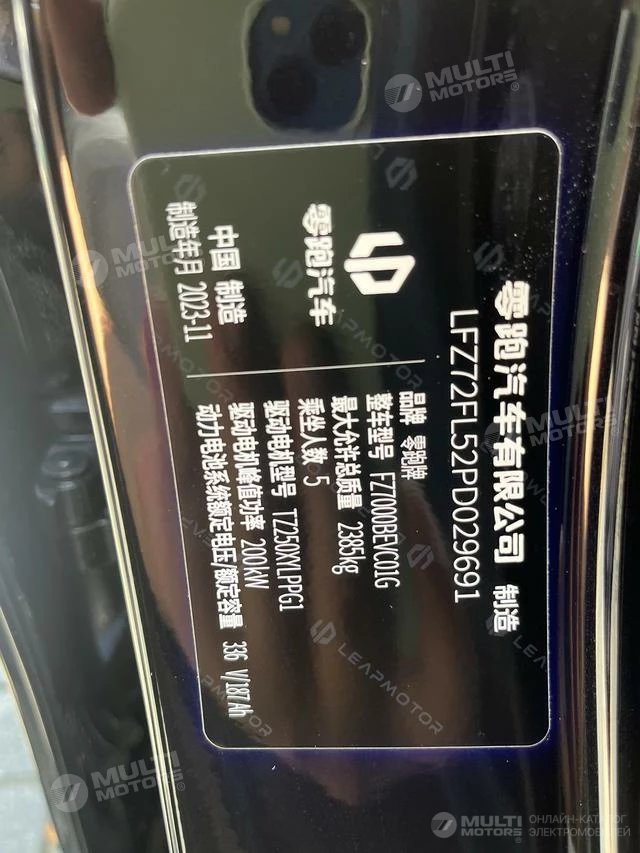 零跑汽车有限公司 制造
LFZ72FL52PD029691
零跑汽车
中国 制造
制造年月 2023-11
品牌 零跑牌
整车型号 FZ7000BEVC01G
最大允许总质量 2385kg
乘坐人数 5
驱动电机型号 TZ250XYLPPG1
驱动电机峰值功率 200kW
动力电池系统额定电压/额定容量 336 V/187Ah
LEAPMOTOR
LEAPMOTOR
LEAPMOTOR
LEAPMOTOR
MULTI MOTORS®
MULTI MOTORS®
MULTI MOTORS®
MULTI MOTORS®
ОНЛАЙН-КАТАЛОГ
ЭЛЕКТРОМОБИЛЕЙ